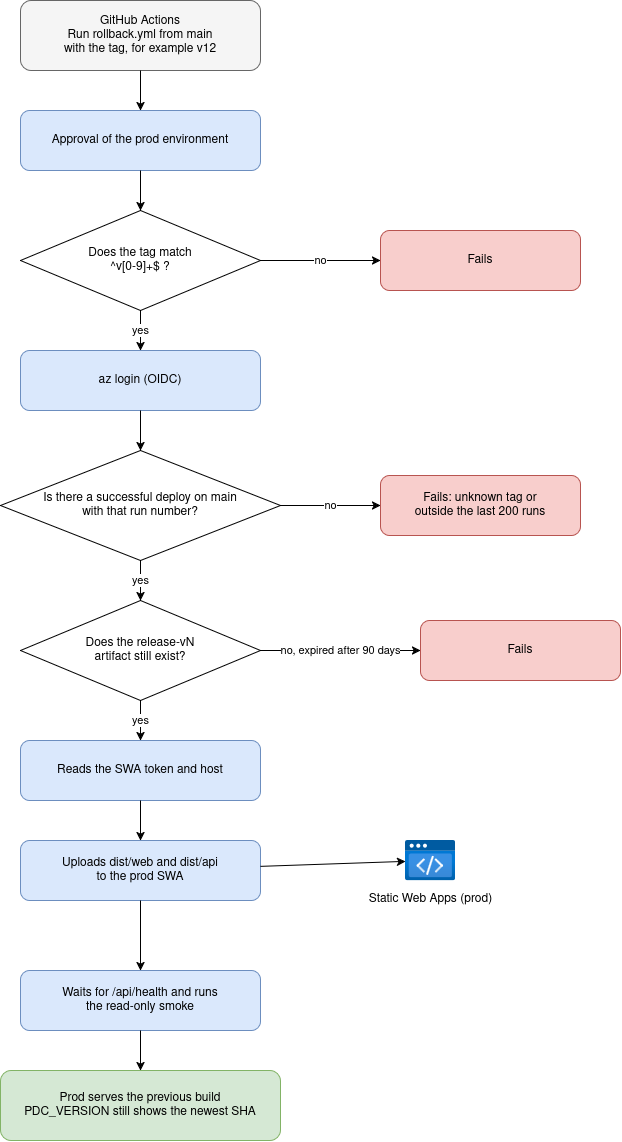 GitHub Actions
Run rollback.yml from main
with the tag, for example v12
Approval of the prod environment
Does the tag match
^v[0-9]+$ ?
no
Fails
yes
az login (OIDC)
Is there a successful deploy on main
with that run number?
no
Fails: unknown tag or
outside the last 200 runs
yes
Does the release-vN
artifact still exist?
no, expired after 90 days
Fails
yes
Reads the SWA token and host
Uploads dist/web and dist/api
to the prod SWA
Static Web Apps (prod)
Waits for /api/health and runs
the read-only smoke
Prod serves the previous build
PDC_VERSION still shows the newest SHA